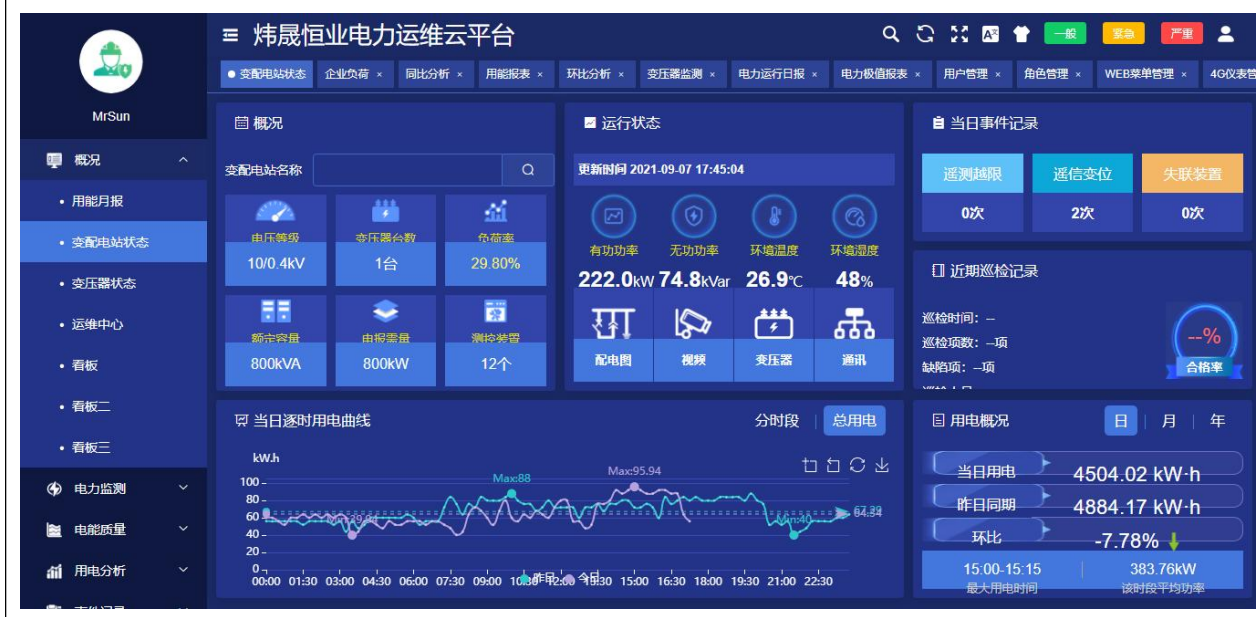 炜晟恒业电力运维云平台
一般 紧急 严重
变配电站状态 企业负荷 × 同比分析 × 用能报表 × 环比分析 × 变压器监测 × 电力运行日报 × 电力极值报表 × 用户管理 × 角色管理 × WEB菜单管理 × 4G仪表管
MrSun
概况
用能月报
变配电站状态
变压器状态
运维中心
看板
看板二
看板三
电力监测
电能质量
用电分析
概况
变配电站名称
电压等级 变压器台数 负荷率
10/0.4kV 1台 29.80%
额定容量 申报需量 测控装置
800kVA 800kW 12个
运行状态
更新时间 2021-09-07 17:45:04
有功功率 无功功率 环境温度 环境湿度
222.0kW 74.8kVar 26.9℃ 48%
配电图 视频 变压器 通讯
当日事件记录
遥测越限 遥信变位 失联装置
0次 2次 0次
近期巡检记录
巡检时间：--
巡检项数：--项
缺陷项：--项
--%
合格率
当日逐时用电曲线
分时段 总用电
kW.h
Max:88
Max:95.94
Min:40
100
80
60
40
20
0
00:00 01:30 03:00 04:30 06:00 07:30 09:00 15:00 16:30 18:00 19:30 21:00 22:30
昨日 今日
用电概况
日 月 年
当日用电 4504.02 kW·h
昨日同期 4884.17 kW·h
环比 -7.78%
15:00-15:15 383.76kW
最大用电时间 该时段平均功率